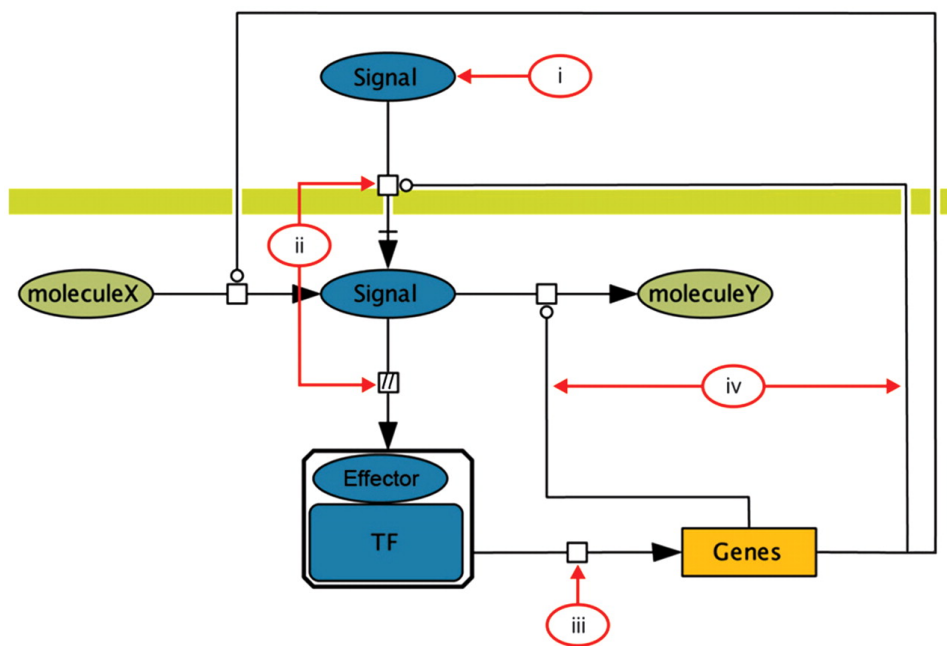 Signal
i
ii
moleculeX
Signal
moleculeY
//
iv
Effector
TF
Genes
iii